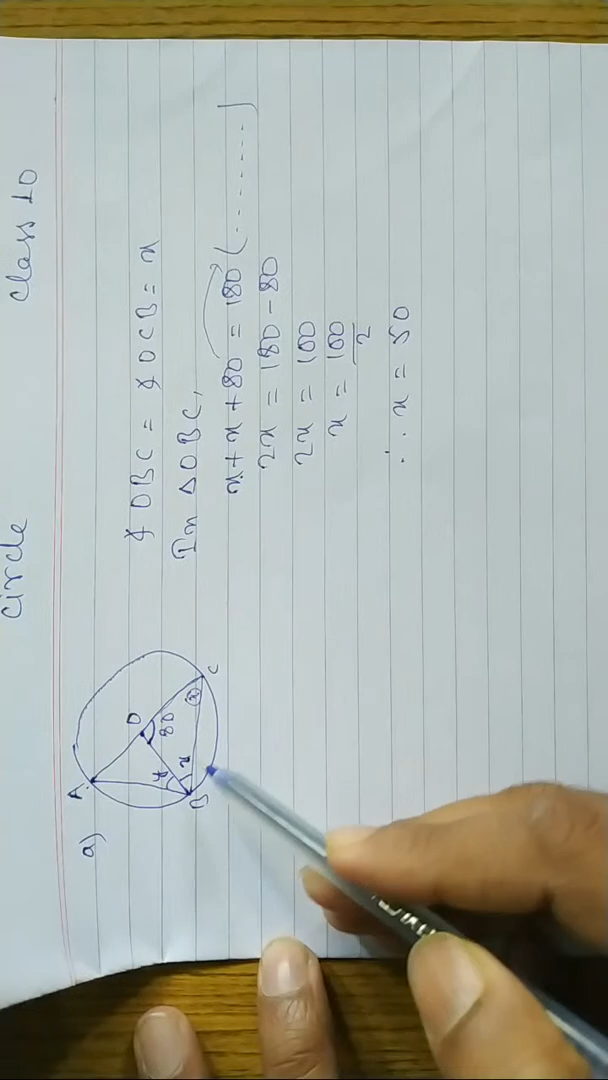 Circle Class 10
a) A O 80 C x y B x
∡OBC = ∡OCB = x
In △OBC,
x + x + 80 = 180 (........)
2x = 180 - 80
2x = 100
x = 100/2
∴ x = 50